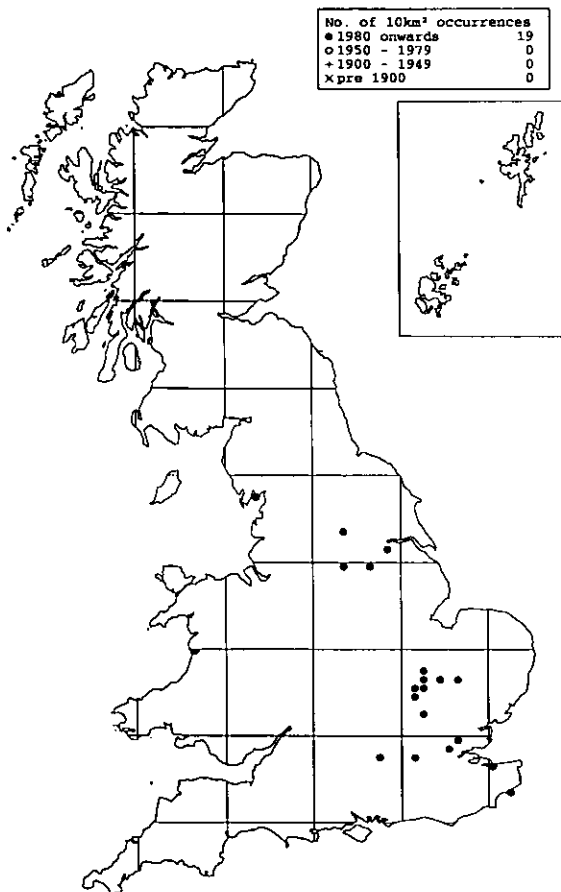 No. of 10km² occurrences
● 1980 onwards 19
o 1950 - 1979 0
+ 1900 - 1949 0
x pre 1900 0